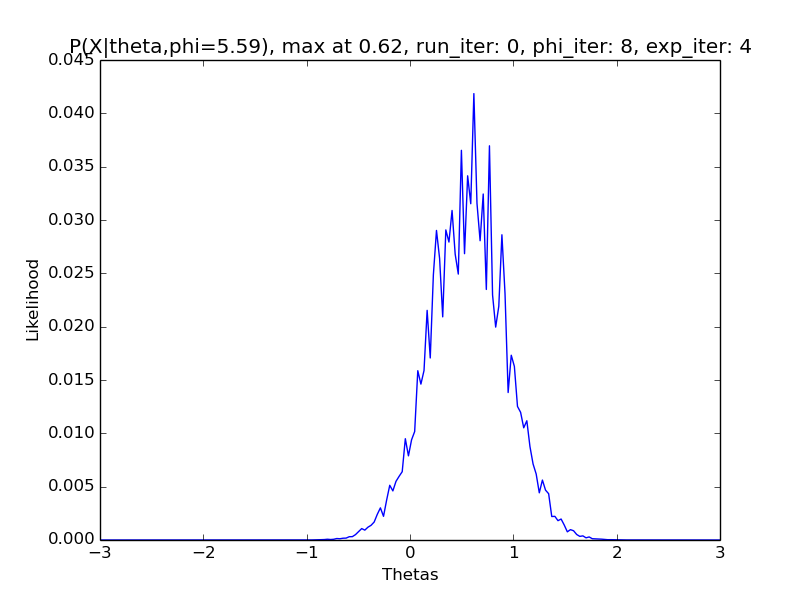 P(X|theta,phi=5.59), max at 0.62, run_iter: 0, phi_iter: 8, exp_iter: 4
0.045
0.040
0.035
0.030
0.025
0.020
0.015
0.010
0.005
0.000
Likelihood
−3 −2 −1 0 1 2 3
Thetas